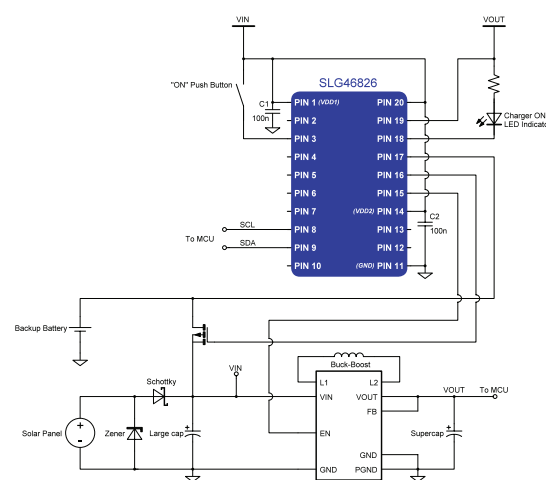 VIN
VOUT
SLG46826
"ON" Push Button
C1
100n
PIN 1 (VDD1)
PIN 20
PIN 2
PIN 19
PIN 3
PIN 18
PIN 4
PIN 17
PIN 5
PIN 16
PIN 6
PIN 15
PIN 7
(VDD2) PIN 14
PIN 8
PIN 13
PIN 9
PIN 12
PIN 10
(GND) PIN 11
Charger ON
LED Indicato
C2
100n
To MCU
SCL
SDA
Backup Battery
Schottky
VIN
Buck-Boost
L1
L2
VIN
VOUT
FB
VOUT
To MCU
Solar Panel
+
-
Zener
+
Large cap
EN
+
Supercap
GND
GND
PGND